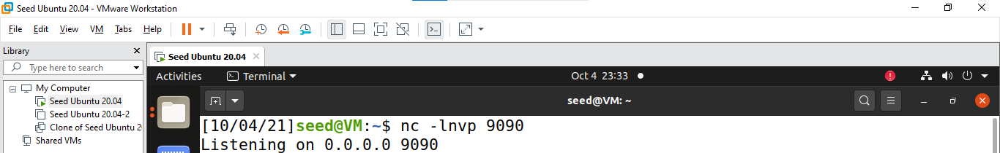 Seed Ubuntu 20.04 - VMware Workstation
File Edit View VM Tabs Help
Library
Type here to search
My Computer
Seed Ubuntu 20.04
Seed Ubuntu 20.04-2
Clone of Seed Ubuntu 2
Shared VMs
Seed Ubuntu 20.04
Activities Terminal Oct 4 23:33
seed@VM: ~
[10/04/21]seed@VM:~$ nc -lnvp 9090
Listening on 0.0.0.0 9090